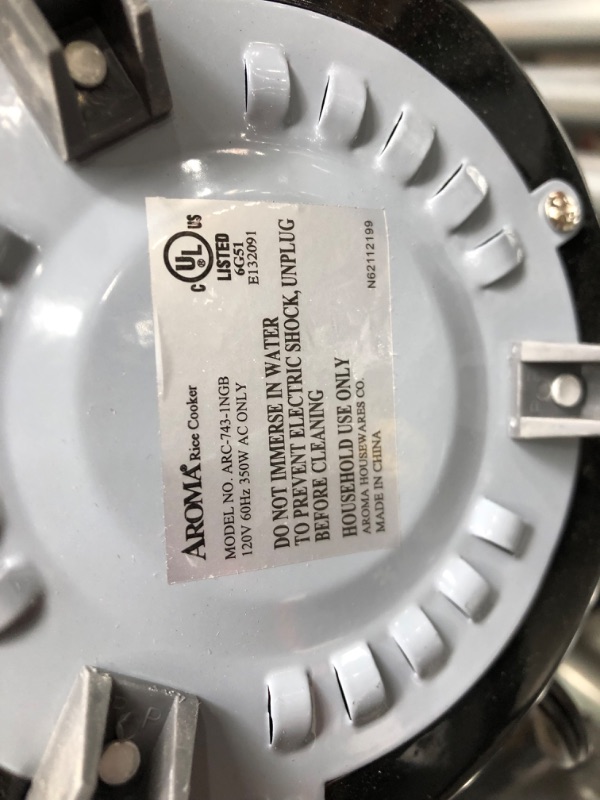 AROMA® Rice Cooker
MODEL NO. ARC-743-1NGB
120V 60Hz 350W AC ONLY
C UL ® US
LISTED
6G51
E132091
DO NOT IMMERSE IN WATER
TO PREVENT ELECTRIC SHOCK, UNPLUG
BEFORE CLEANING
HOUSEHOLD USE ONLY
AROMA HOUSEWARES CO.
MADE IN CHINA
N62112199